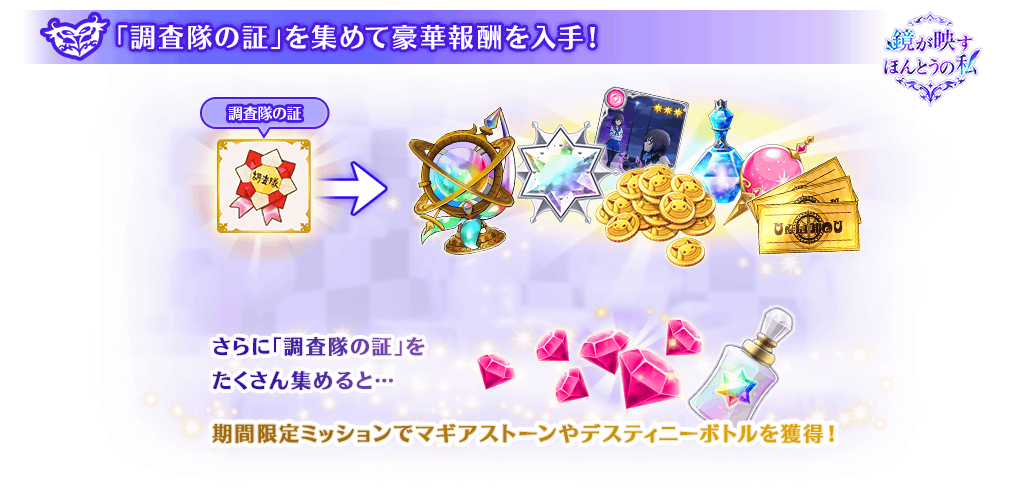 「調査隊の証」を集めて豪華報酬を入手！
鏡が映す
ほんとうの私
調査隊の証
調査隊
さらに「調査隊の証」を
たくさん集めると…
期間限定ミッションでマギアストーンやデスティニーボトルを獲得！